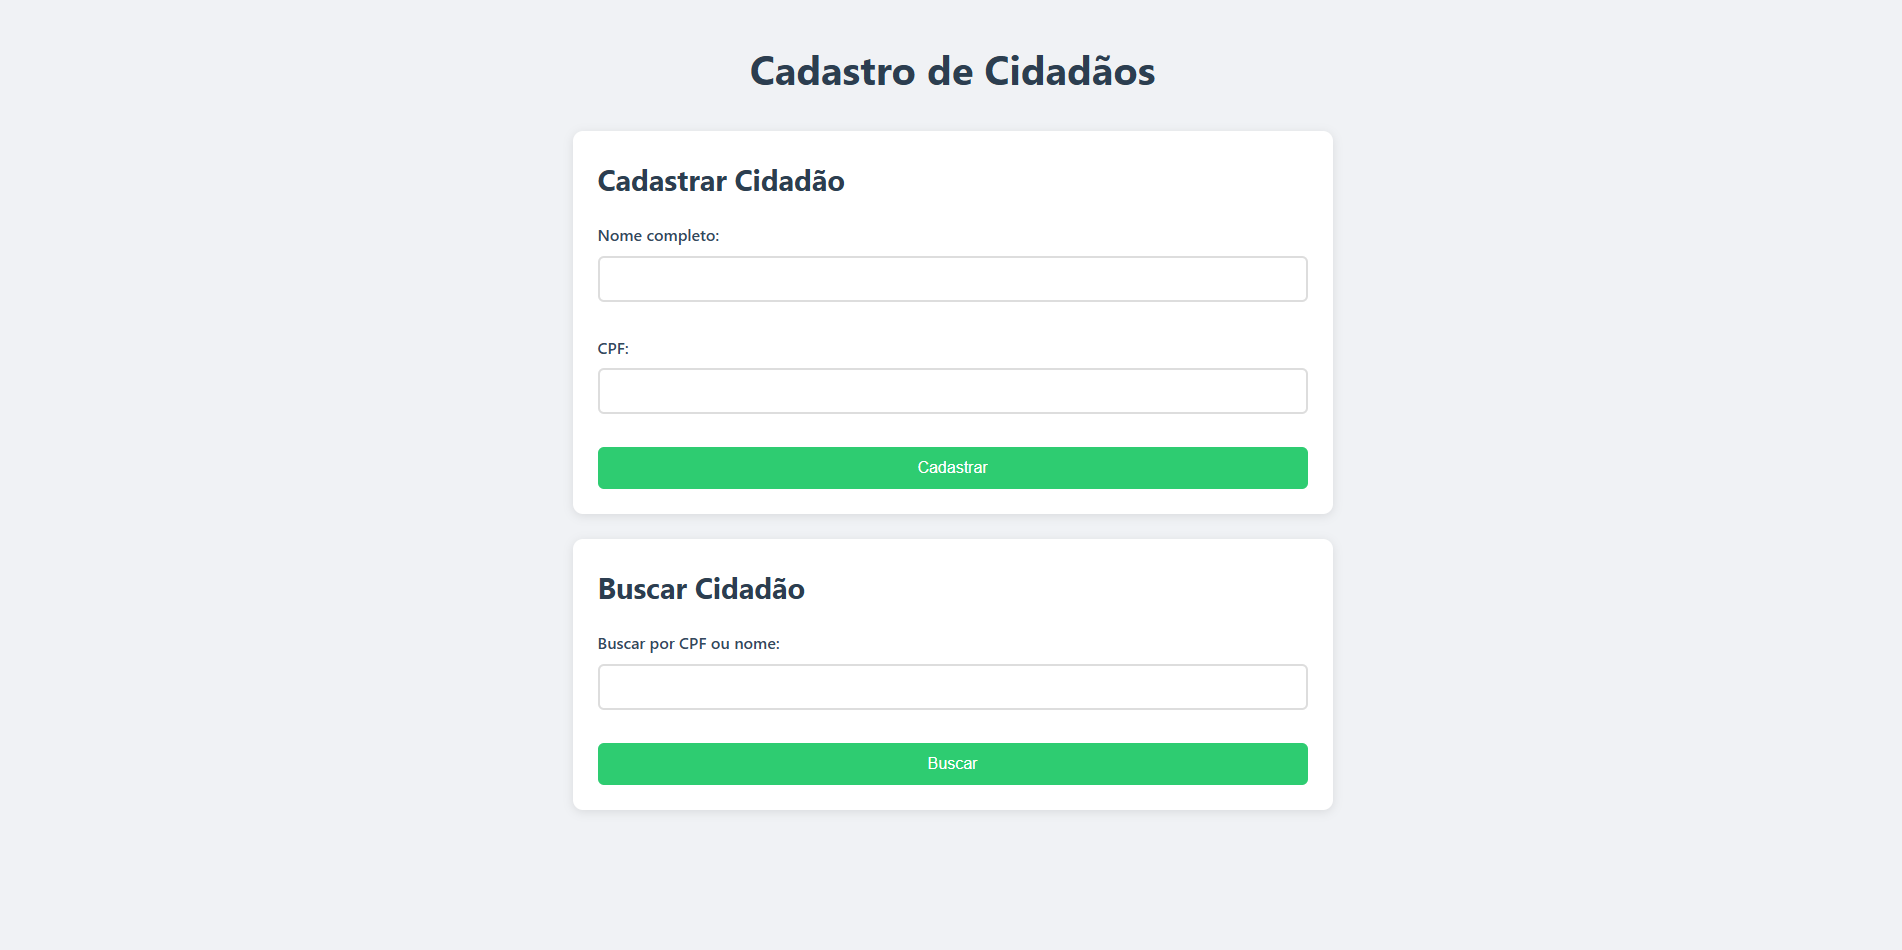 Cadastro de Cidadãos
Cadastrar Cidadão
Nome completo:
CPF:
Cadastrar
Buscar Cidadão
Buscar por CPF ou nome:
Buscar